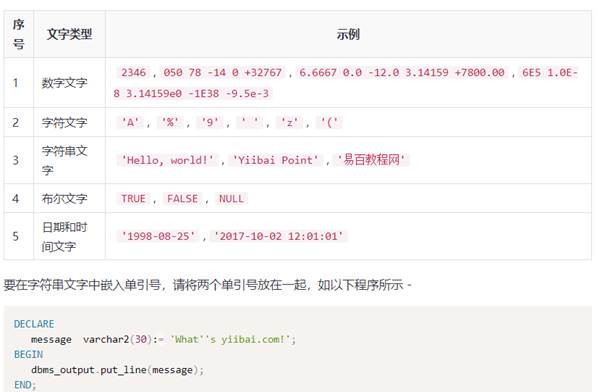 序号 文字类型 示例
1 数字文字 2346 , 050 78 -14 0 +32767 , 6.6667 0.0 -12.0 3.14159 +7800.00 , 6E5 1.0E-
8 3.14159e0 -1E38 -9.5e-3
2 字符文字 'A' , '%' , '9' , ' ' , 'z' , '('
3 字符串文字 'Hello, world!' , 'Yiibai Point' , '易百教程网'
4 布尔文字 TRUE , FALSE , NULL
5 日期和时间文字 '1998-08-25' , '2017-10-02 12:01:01'
要在字符串文字中嵌入单引号，请将两个单引号放在一起，如以下程序所示 -
DECLARE
message varchar2(30):= 'What''s yiibai.com!';
BEGIN
dbms_output.put_line(message);
END;